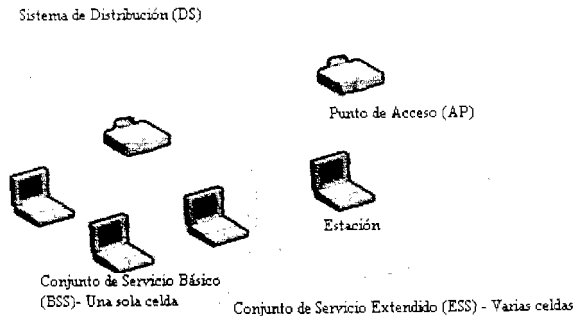 Sistema de Distribución (DS)
Punto de Acceso (AP)
Estación
Conjunto de Servicio Básico
(BSS)- Una sola celda
Conjunto de Servicio Extendido (ESS) - Varias celdas